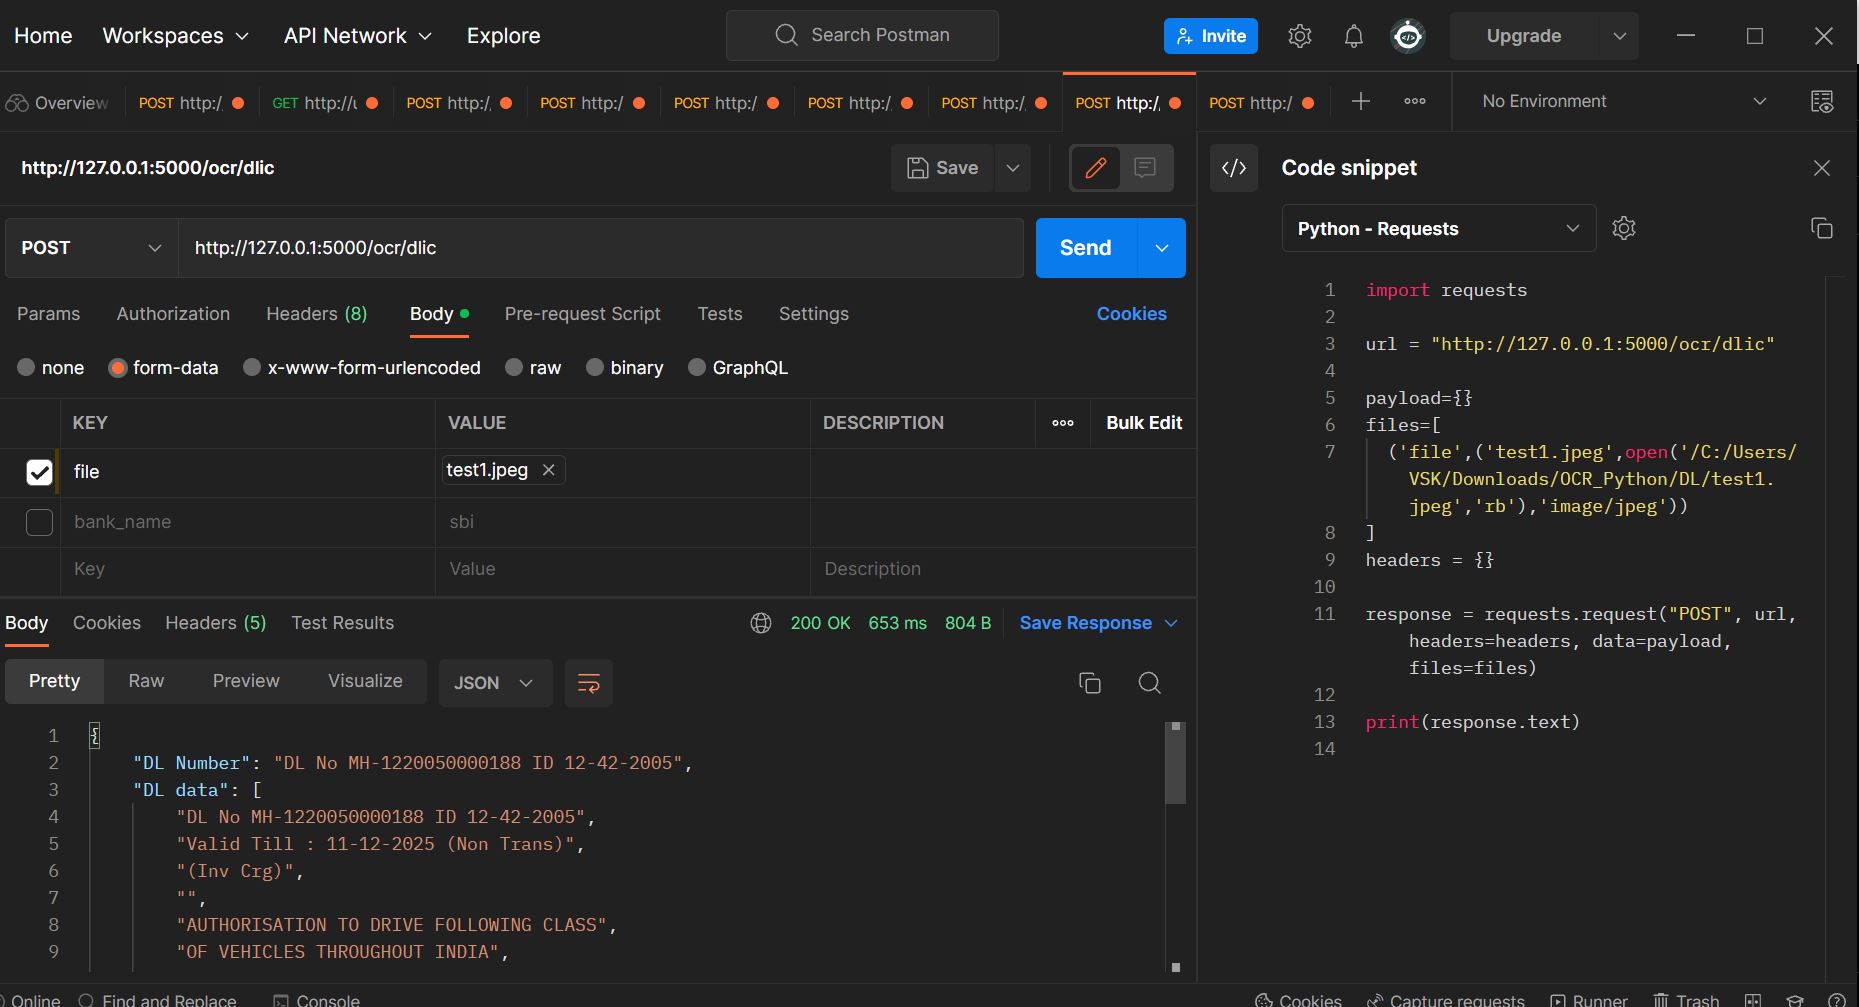 Home Workspaces API Network Explore Search Postman Invite Upgrade
Overview POST http:/ GET http:// POST http:/ POST http:/ POST http:/ POST http:/ POST http:/ POST http:/ POST http:/ No Environment
http://127.0.0.1:5000/ocr/dlic Save
POST http://127.0.0.1:5000/ocr/dlic Send
Params Authorization Headers (8) Body Pre-request Script Tests Settings Cookies
none form-data x-www-form-urlencoded raw binary GraphQL
KEY VALUE DESCRIPTION Bulk Edit
file test1.jpeg
bank_name sbi
Key Value Description
Body Cookies Headers (5) Test Results 200 OK 653 ms 804 B Save Response
Pretty Raw Preview Visualize JSON
1 {
2 "DL Number": "DL No MH-1220050000188 ID 12-42-2005",
3 "DL data": [
4 "DL No MH-1220050000188 ID 12-42-2005",
5 "Valid Till : 11-12-2025 (Non Trans)",
6 "(Inv Crg)",
7 "",
8 "AUTHORISATION TO DRIVE FOLLOWING CLASS",
9 "OF VEHICLES THROUGHOUT INDIA",
</> Code snippet
Python - Requests
1 import requests
2
3 url = "http://127.0.0.1:5000/ocr/dlic"
4
5 payload={}
6 files=[
7 ('file',('test1.jpeg',open('/C:/Users/
VSK/Downloads/OCR_Python/DL/test1.
jpeg','rb'),'image/jpeg'))
8 ]
9 headers = {}
10
11 response = requests.request("POST", url,
headers=headers, data=payload,
files=files)
12
13 print(response.text)
14
Online Find and Replace Console Cookies Capture requests Runner Trash